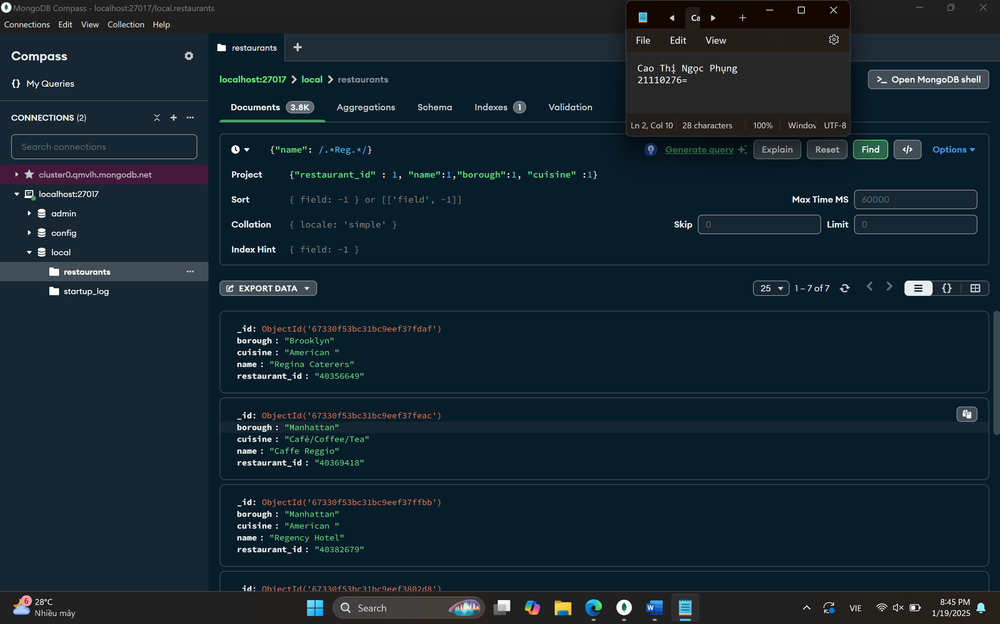 MongoDB Compass - localhost:27017/local.restaurants
Connections Edit View Collection Help
Compass
{} My Queries
CONNECTIONS (2)
Search connections
cluster0.qmvlh.mongodb.net
localhost:27017
admin
config
local
restaurants
startup_log
restaurants
localhost:27017 > local > restaurants
>_ Open MongoDB shell
Documents 3.8K Aggregations Schema Indexes 1 Validation
Ca
File Edit View
Cao Thị Ngọc Phụng
21110276=
Ln 2, Col 10 28 characters 100% Window UTF-8
{"name": /.*Reg.*/}
Generate query Explain Reset Find </> Options
Project {"restaurant_id" : 1, "name":1,"borough":1, "cuisine" :1}
Sort { field: -1 } or [['field', -1]]
Max Time MS 60000
Collation { locale: 'simple' }
Skip 0 Limit 0
Index Hint { field: -1 }
EXPORT DATA
25 1 – 7 of 7 {}
_id: ObjectId('67330f53bc31bc9eef37fdaf')
borough : "Brooklyn"
cuisine : "American "
name : "Regina Caterers"
restaurant_id : "40356649"
_id: ObjectId('67330f53bc31bc9eef37feac')
borough : "Manhattan"
cuisine : "Café/Coffee/Tea"
name : "Caffe Reggio"
restaurant_id : "40369418"
_id: ObjectId('67330f53bc31bc9eef37ffbb')
borough : "Manhattan"
cuisine : "American "
name : "Regency Hotel"
restaurant_id : "40382679"
_id: ObjectId('67330f53bc31bc9eef3802d8')
6
28°C
Nhiều mây
Search
W
VIE
8:45 PM
1/19/2025